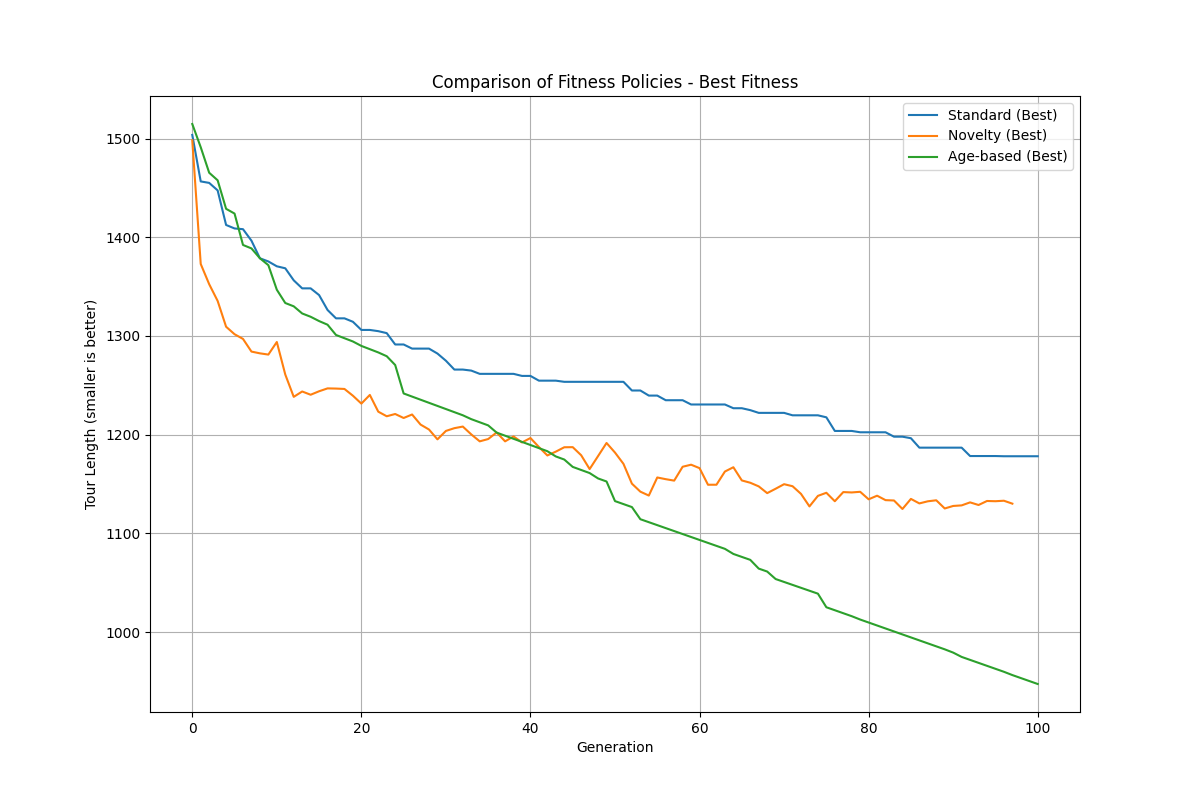 Comparison of Fitness Policies - Best Fitness
Standard (Best)
Novelty (Best)
Age-based (Best)
Tour Length (smaller is better)
1500
1400
1300
1200
1100
1000
0 20 40 60 80 100
Generation